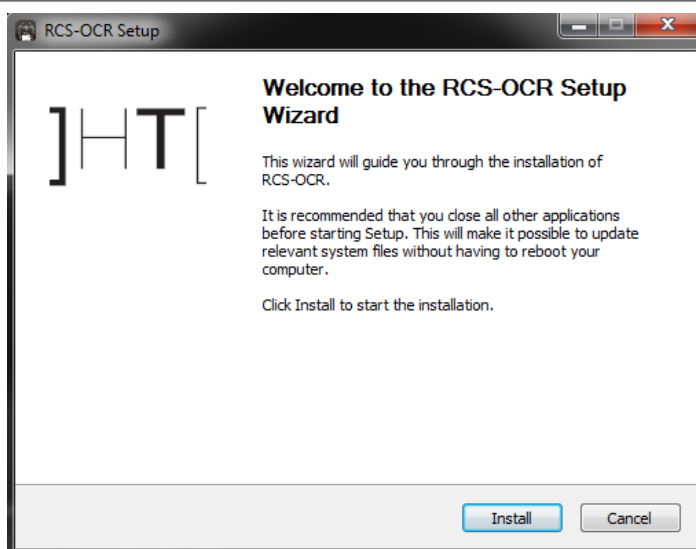 RCS-OCR Setup
]HT[
Welcome to the RCS-OCR Setup
Wizard
This wizard will guide you through the installation of
RCS-OCR.
It is recommended that you close all other applications
before starting Setup. This will make it possible to update
relevant system files without having to reboot your
computer.
Click Install to start the installation.
Install
Cancel